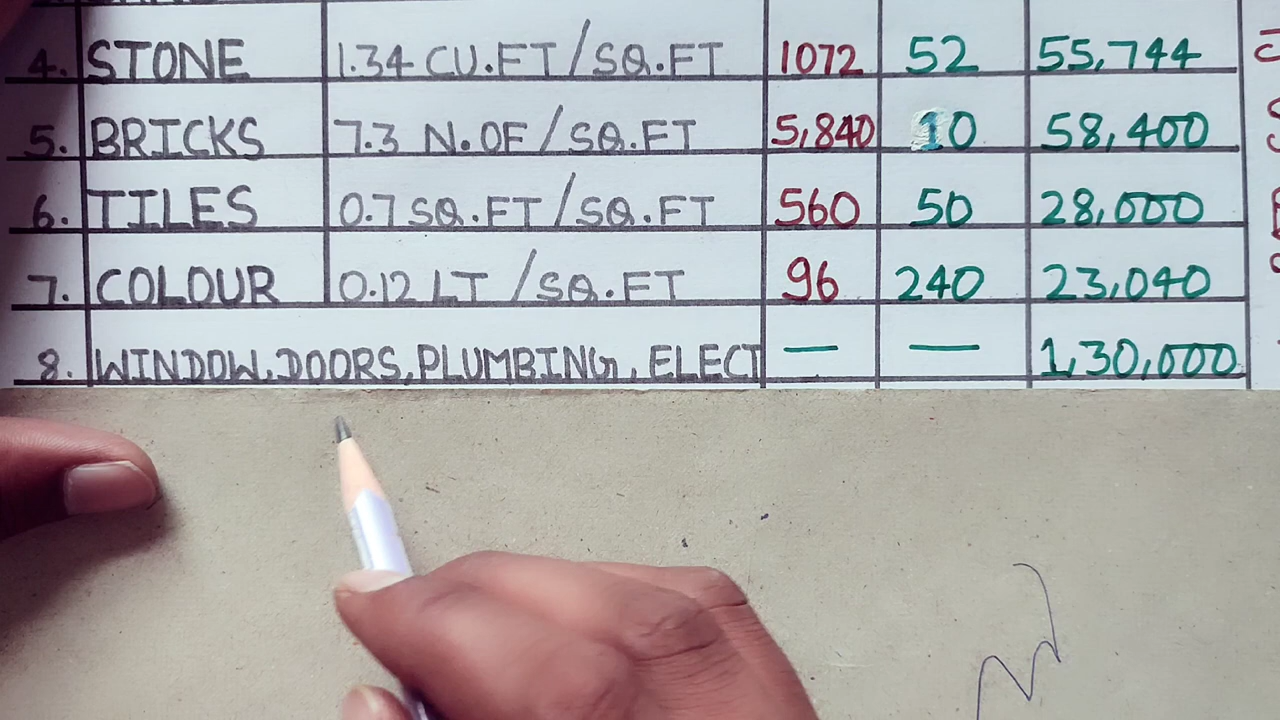 4. STONE 1.34 CU.FT/SQ.FT 1072 52 55,744
5. BRICKS 7.3 N.OF/SQ.FT 5,840 10 58,400
6. TILES 0.7 SQ.FT/SQ.FT 560 50 28,000
7. COLOUR 0.12 LT /SQ.FT 96 240 23,040
8. WINDOW,DOORS,PLUMBING, ELECT — — 1,30,000